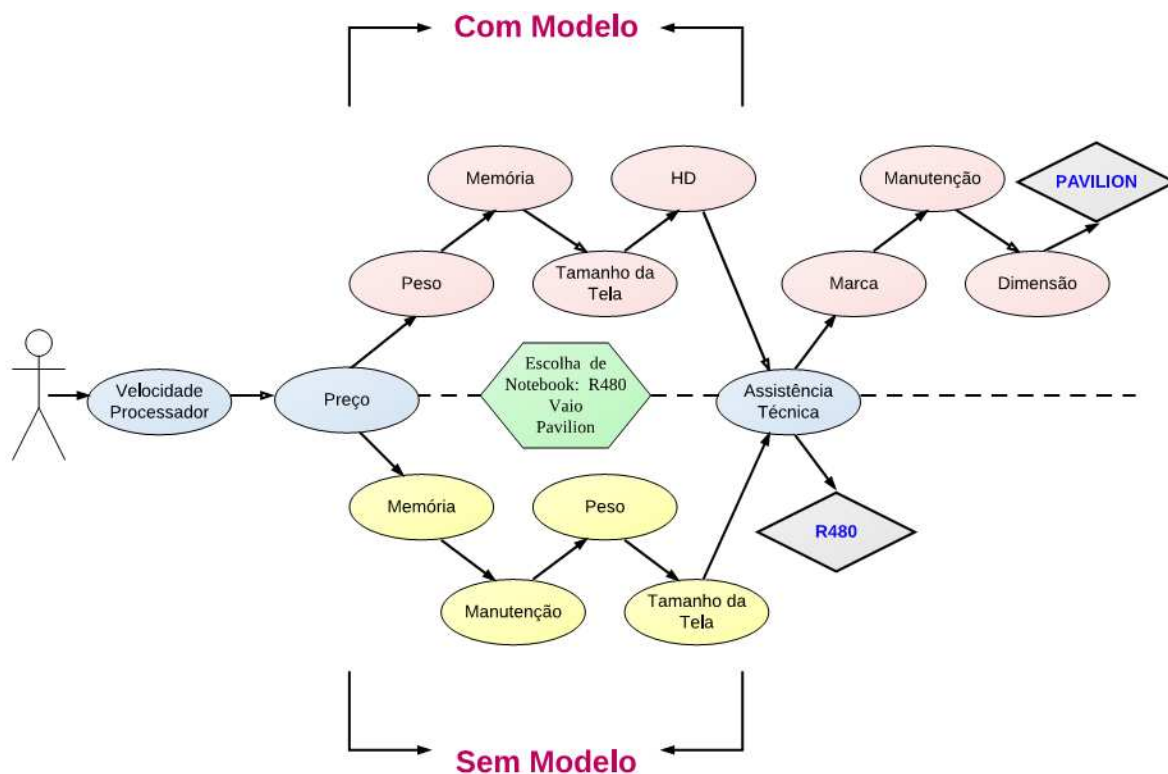 Com Modelo
Memória
HD
Manutenção
PAVILION
Peso
Tamanho da
Tela
Marca
Dimensão
Velocidade
Processador
Preço
Escolha de
Notebook: R480
Vaio
Pavilion
Assistência
Técnica
Memória
Peso
R480
Manutenção
Tamanho da
Tela
Sem Modelo